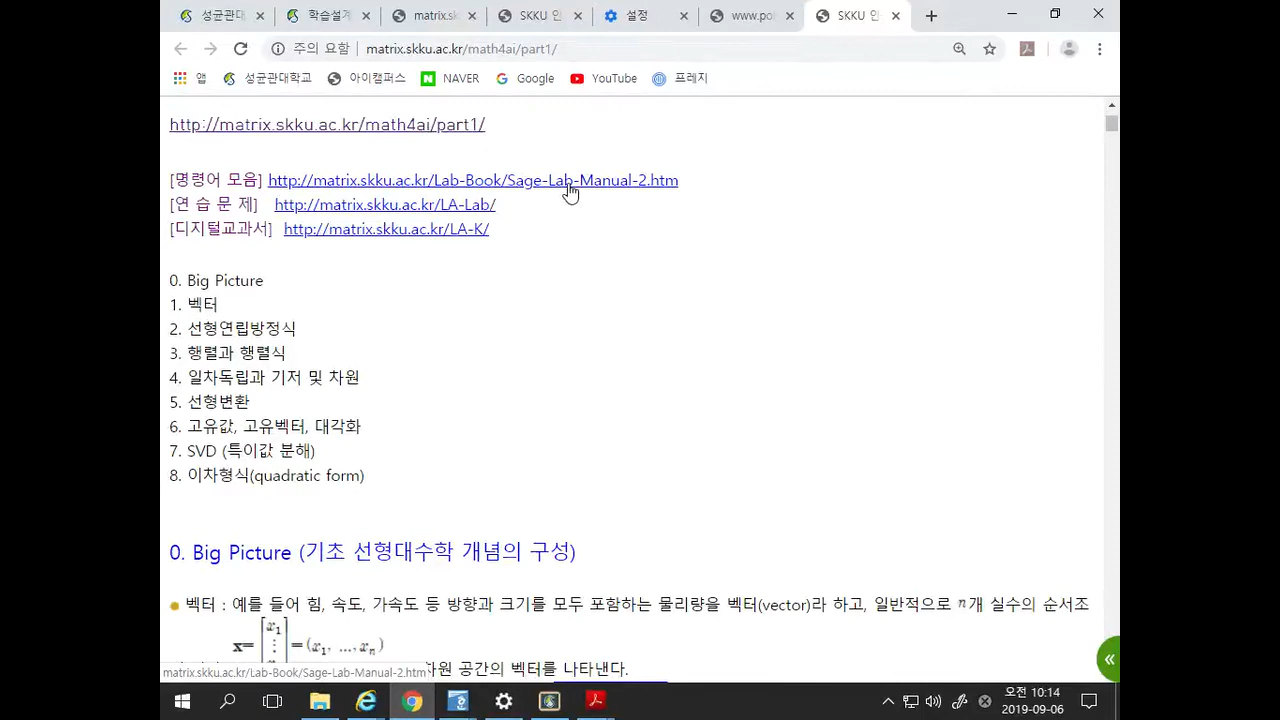 성균관대
학습설계
matrix.sk
SKKU 인
설정
www.po
SKKU 인
주의 요함 matrix.skku.ac.kr/math4ai/part1/
앱 성균관대학교 아이캠퍼스 NAVER Google YouTube 프레지
http://matrix.skku.ac.kr/math4ai/part1/
[명령어 모음] http://matrix.skku.ac.kr/Lab-Book/Sage-Lab-Manual-2.htm
[연 습 문 제] http://matrix.skku.ac.kr/LA-Lab/
[디지털교과서] http://matrix.skku.ac.kr/LA-K/
0. Big Picture
1. 벡터
2. 선형연립방정식
3. 행렬과 행렬식
4. 일차독립과 기저 및 차원
5. 선형변환
6. 고유값, 고유벡터, 대각화
7. SVD (특이값 분해)
8. 이차형식(quadratic form)
0. Big Picture (기초 선형대수학 개념의 구성)
벡터 : 예를 들어 힘, 속도, 가속도 등 방향과 크기를 모두 포함하는 물리량을 벡터(vector)라 하고, 일반적으로 n개 실수의 순서조
x= [x1 ⋮ =(x1, ...,xn)
차원 공간의 벡터를 나타낸다.
matrix.skku.ac.kr/Lab-Book/Sage-Lab-Manual-2.htm
오전 10:14
2019-09-06